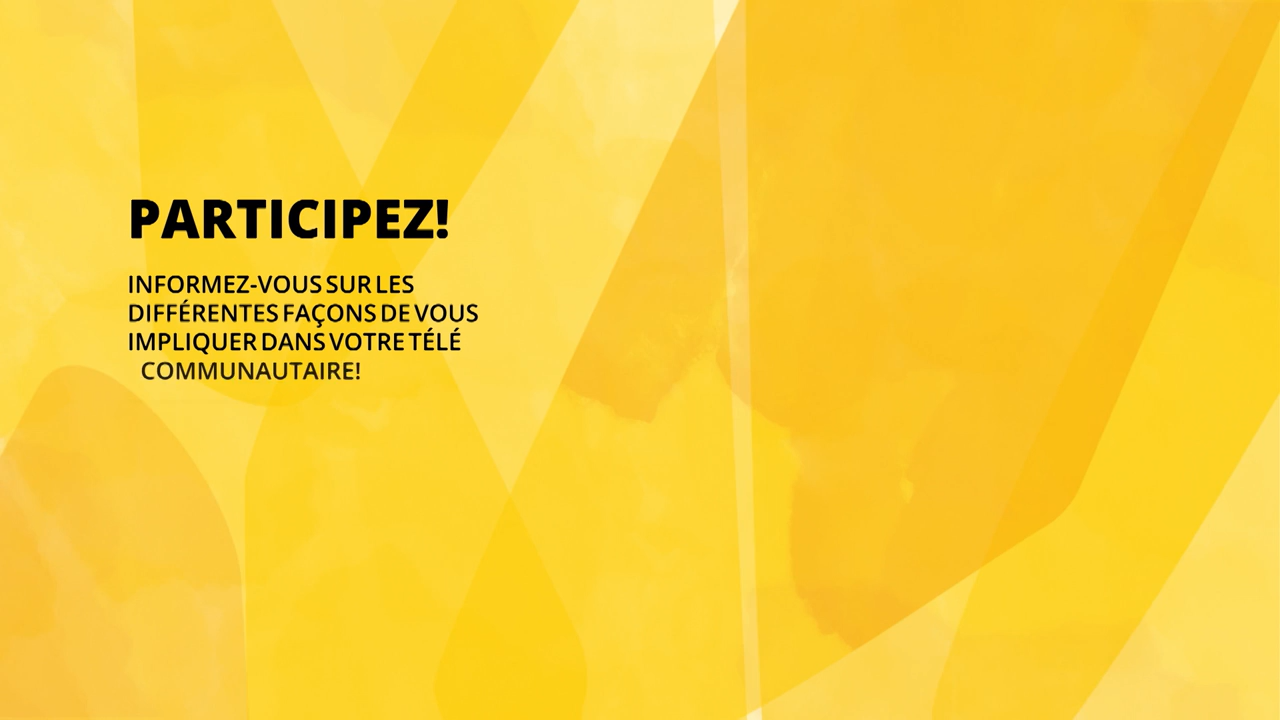 PARTICIPEZ!
INFORMEZ-VOUS SUR LES
DIFFÉRENTES FAÇONS DE VOUS
IMPLIQUER DANS VOTRE TÉLÉ
COMMUNAUTAIRE!